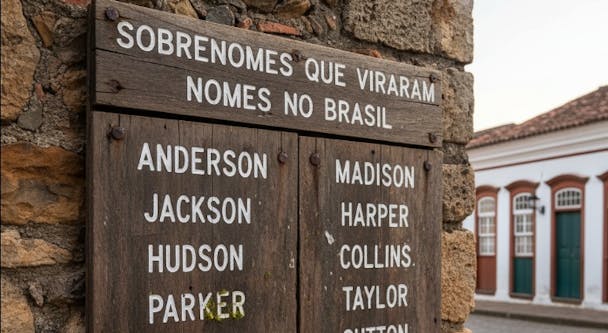 SOBRENOMES QUE VIRARAM
NOMES NO BRASIL
ANDERSON
JACKSON
HUDSON
PARKER
MADISON
HARPER
COLLINS
TAYLOR